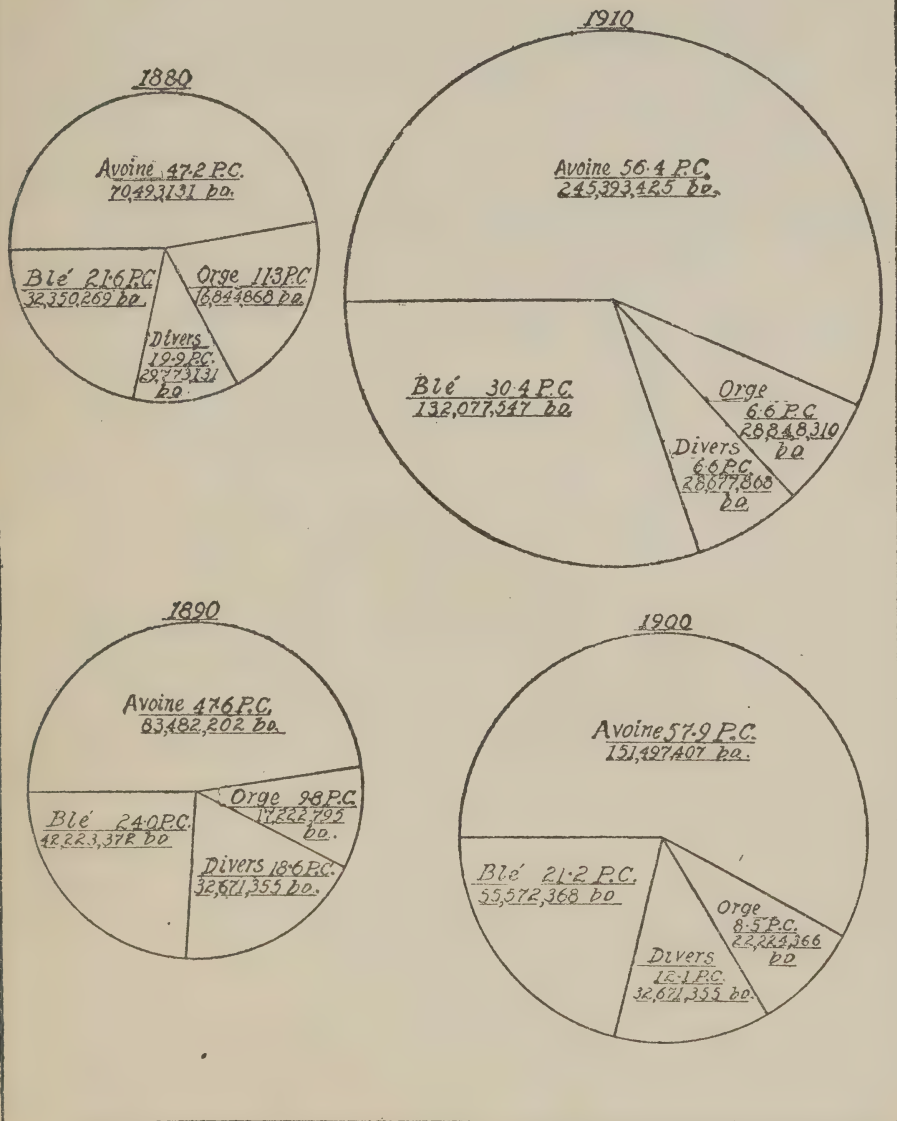 1880
Avoine 47.2 P.C.
70,493,131 bo.
Blé 21.6 P.C
32,350,269 bo.
Orge 11.3 P.C
16,844,868 bo.
Divers
19.9 P.C.
29,773,131
bo.
1910
Avoine 56.4 P.C.
245,393,425 bo.
Blé 30.4 P.C
132,077,547 bo.
Orge
6.6 P.C
28,848,310
bo
Divers
6.6 P.C.
28,677,863
bo.
1890
Avoine 47.6 P.C.
83,482,202 bo.
Blé 24.0 P.C.
42,223,372 bo
Orge 9.8 P.C.
17,222,795
bo.
Divers 18.6 P.C.
32,671,355 bo.
1900
Avoine 57.9 P.C.
151,497,407 bo.
Blé 21.2 P.C.
55,572,368 bo
Orge
8.5 P.C.
22,224,366
bo
Divers
12.1 P.C.
32,671,355 bo.